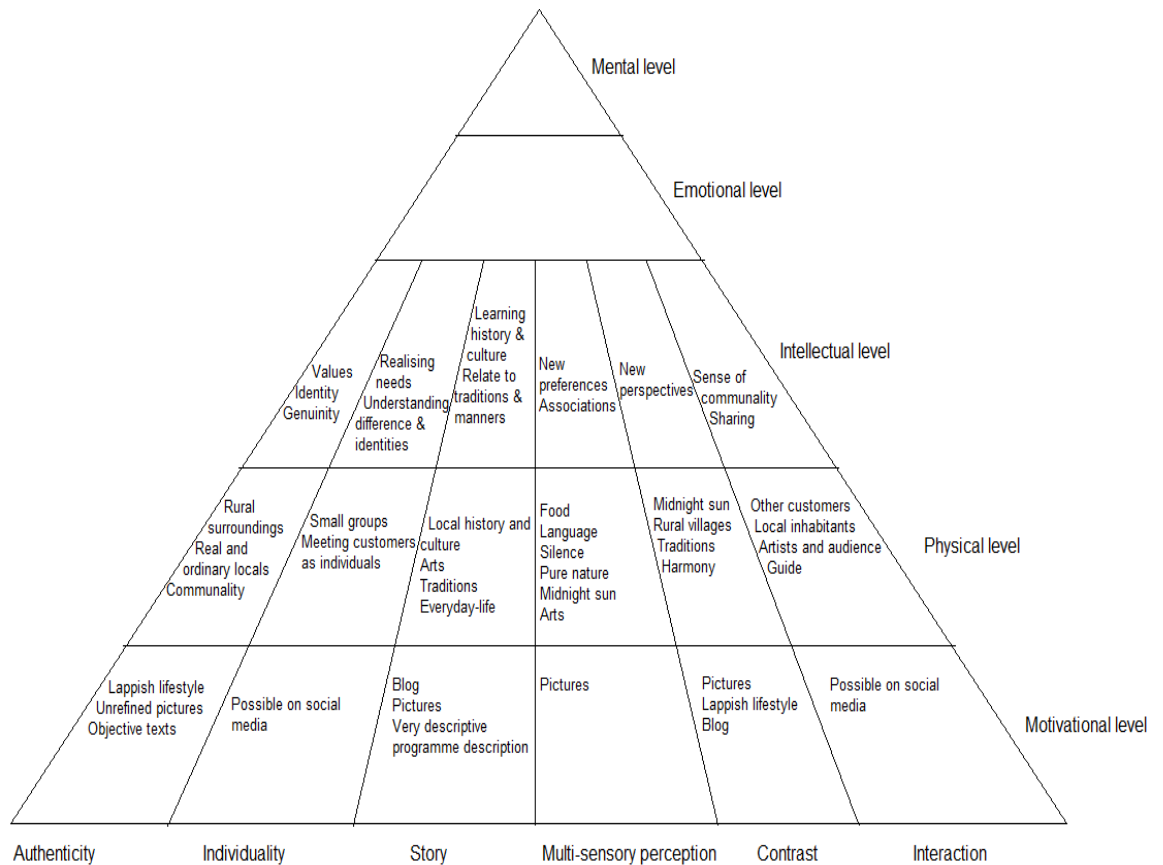 Mental level
Emotional level
Intellectual level
Values
Identity
Genuinity
Realising
needs
Understanding
difference &
identities
Learning
history &
culture
Relate to
traditions &
manners
New
preferences
Associations
New
perspectives
Sense of
communality
Sharing
Physical level
Rural
surroundings
Real and
ordinary locals
Communality
Small groups
Meeting customers
as individuals
Local history and
culture
Arts
Traditions
Everyday-life
Food
Language
Silence
Pure nature
Midnight sun
Arts
Midnight sun
Rural villages
Traditions
Harmony
Other customers
Local inhabitants
Artists and audience
Guide
Motivational level
Lappish lifestyle
Unrefined pictures
Objective texts
Possible on social
media
Blog
Pictures
Very descriptive
programme description
Pictures
Pictures
Lappish lifestyle
Blog
Possible on social
media
Authenticity
Individuality
Story
Multi-sensory perception
Contrast
Interaction